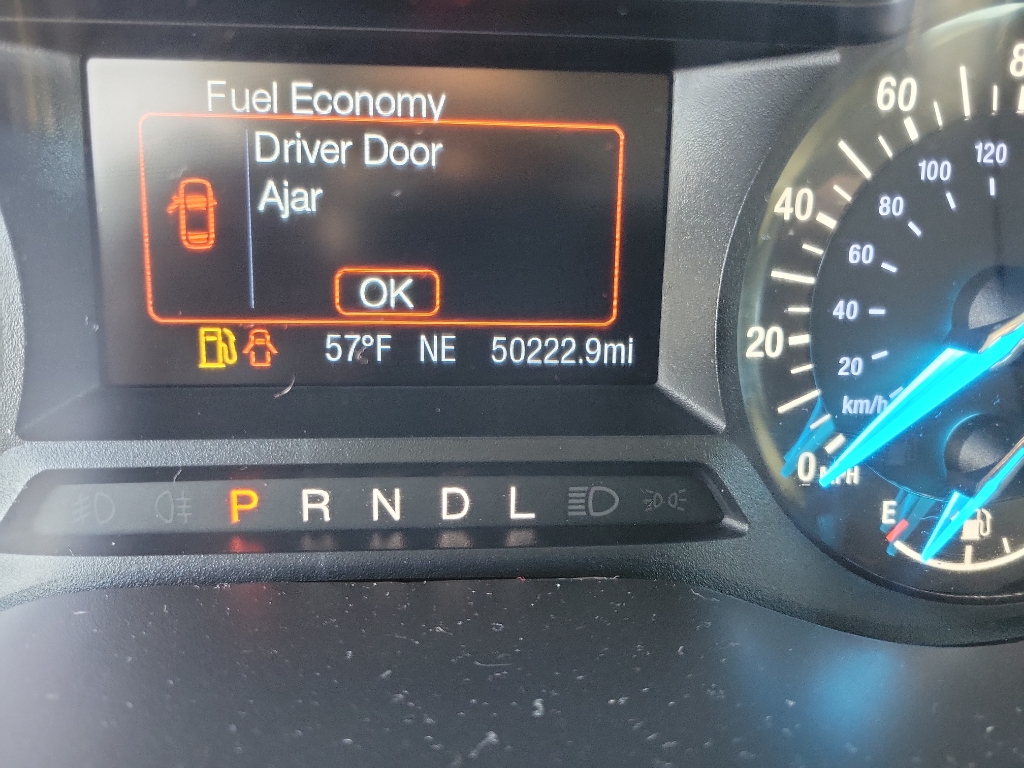 Fuel Economy
Driver Door
Ajar
OK
57°F NE 50222.9mi
P R N D L
60
40
20
0 MPH
120
100
80
60
40
20
km/h
E